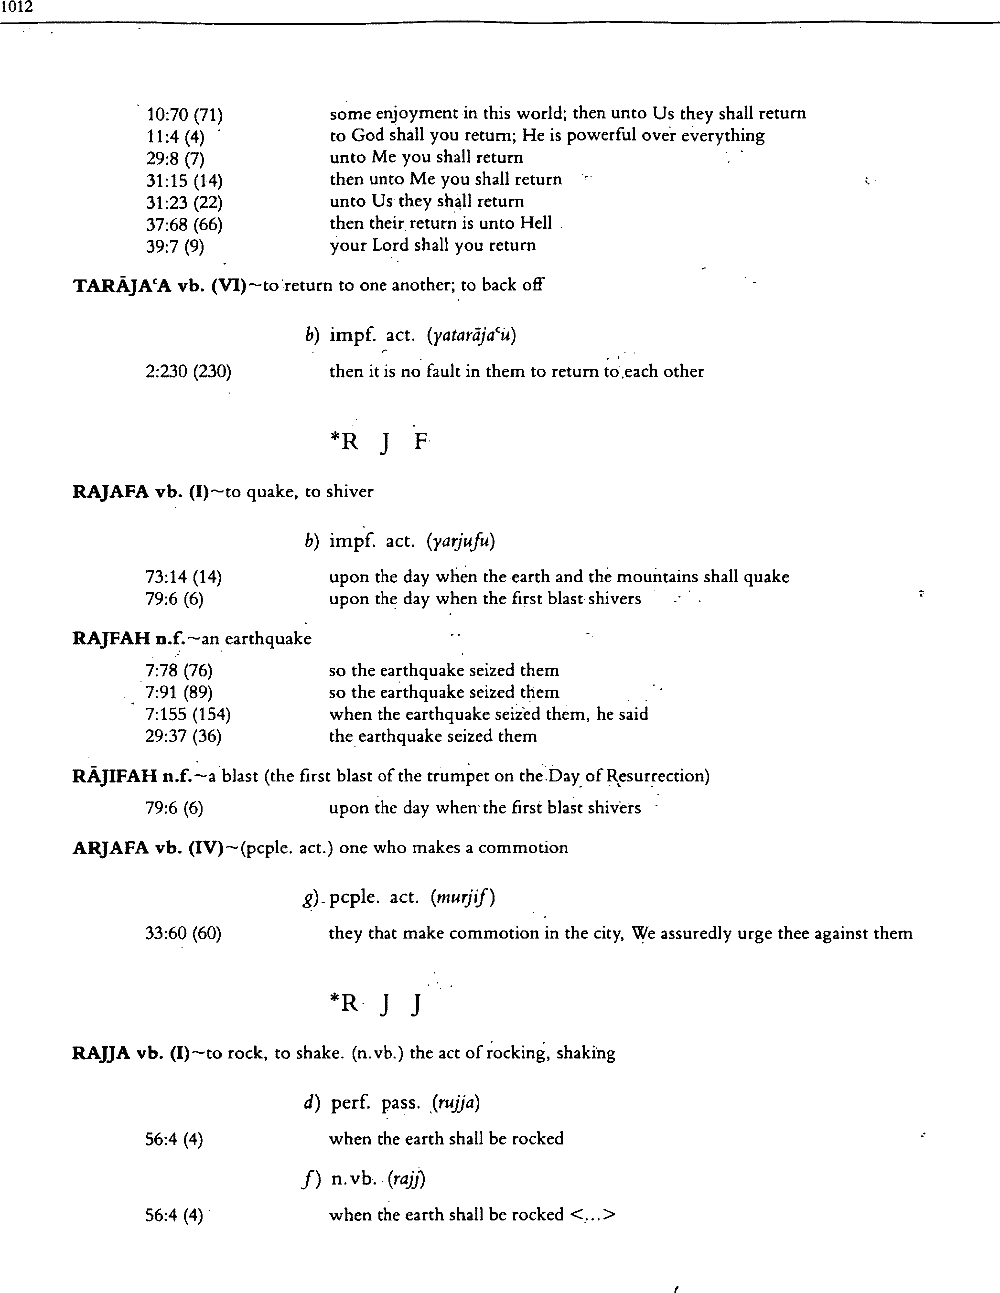 1012
10:70 (71) some enjoyment in this world; then unto Us they shall return
11:4 (4) to God shall you return; He is powerful over everything
29:8 (7) unto Me you shall return
31:15 (14) then unto Me you shall return
31:23 (22) unto Us they shall return
37:68 (66) then their return is unto Hell
39:7 (9) your Lord shall you return
TARĀJAʿA vb. (VI)~to return to one another; to back off
b) impf. act. (yatarājaʿu)
2:230 (230) then it is no fault in them to return to each other
*R J F
RAJAFA vb. (I)~to quake, to shiver
b) impf. act. (yarjufu)
73:14 (14) upon the day when the earth and the mountains shall quake
79:6 (6) upon the day when the first blast shivers
RAJFAH n.f.~an earthquake
7:78 (76) so the earthquake seized them
7:91 (89) so the earthquake seized them
7:155 (154) when the earthquake seized them, he said
29:37 (36) the earthquake seized them
RĀJIFAH n.f.~a blast (the first blast of the trumpet on the Day of Resurrection)
79:6 (6) upon the day when the first blast shivers
ARJAFA vb. (IV)~(pcple. act.) one who makes a commotion
g) pcple. act. (murjif)
33:60 (60) they that make commotion in the city, We assuredly urge thee against them
*R J J
RAJJA vb. (I)~to rock, to shake. (n.vb.) the act of rocking, shaking
d) perf. pass. (rujja)
56:4 (4) when the earth shall be rocked
f) n.vb. (rajj)
56:4 (4) when the earth shall be rocked <...>